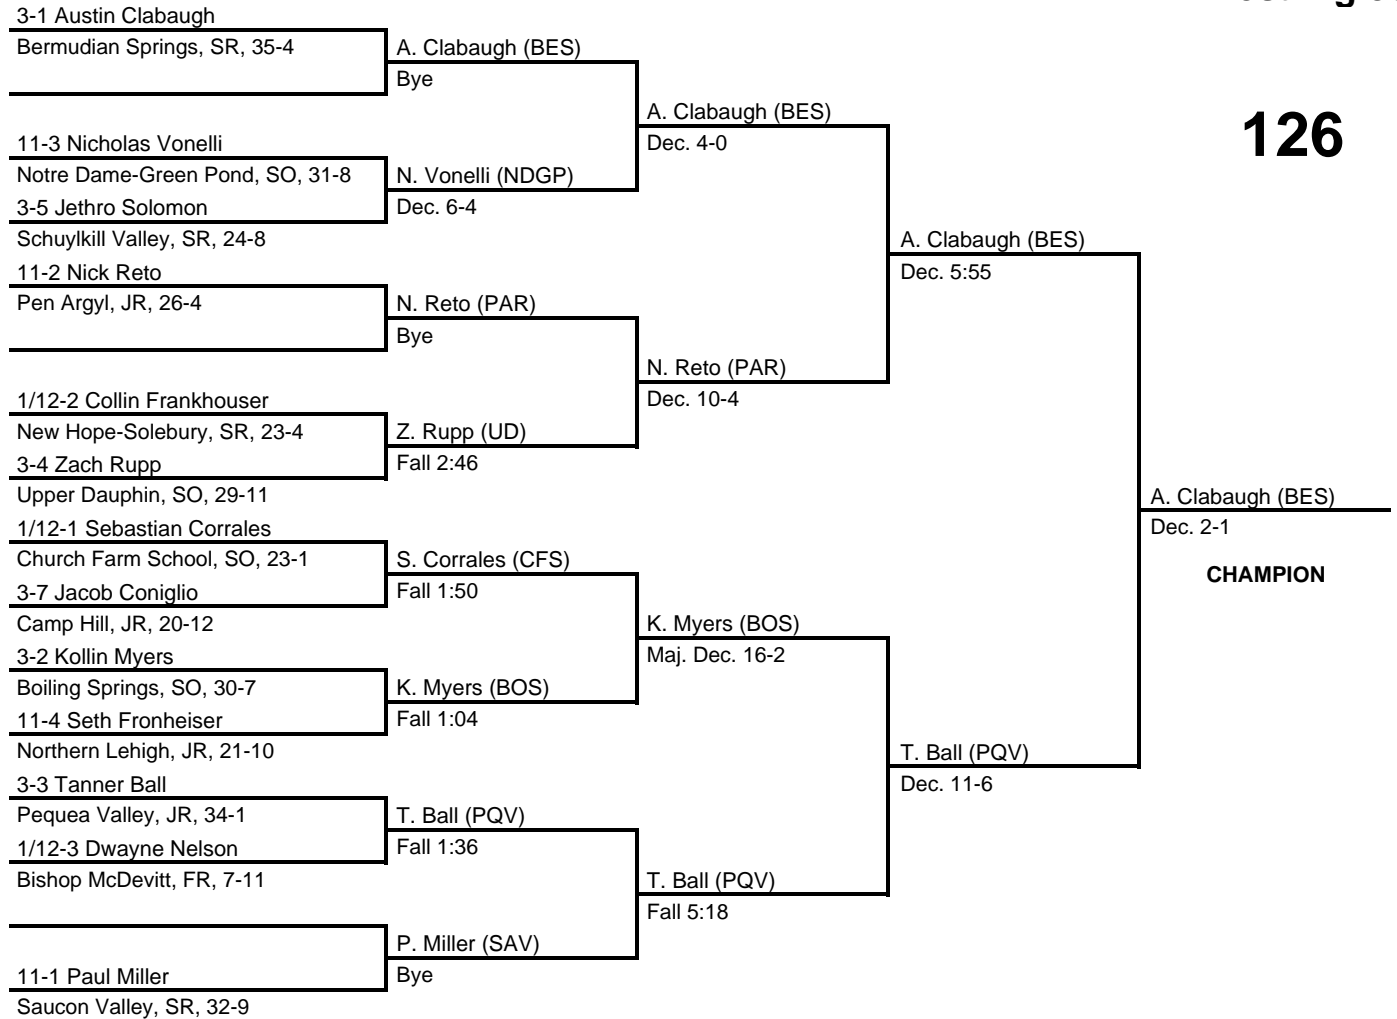 3-1 Austin Clabaugh
Bermudian Springs, SR, 35-4
A. Clabaugh (BES)
Bye
A. Clabaugh (BES)
Dec. 4-0
126
11-3 Nicholas Vonelli
Notre Dame-Green Pond, SO, 31-8
N. Vonelli (NDGP)
3-5 Jethro Solomon
Dec. 6-4
Schuylkill Valley, SR, 24-8
A. Clabaugh (BES)
11-2 Nick Reto
Dec. 5:55
Pen Argyl, JR, 26-4
N. Reto (PAR)
Bye
N. Reto (PAR)
1/12-2 Collin Frankhouser
Dec. 10-4
New Hope-Solebury, SR, 23-4
Z. Rupp (UD)
3-4 Zach Rupp
Fall 2:46
Upper Dauphin, SO, 29-11
A. Clabaugh (BES)
1/12-1 Sebastian Corrales
Dec. 2-1
Church Farm School, SO, 23-1
S. Corrales (CFS)
CHAMPION
3-7 Jacob Coniglio
Fall 1:50
Camp Hill, JR, 20-12
K. Myers (BOS)
3-2 Kollin Myers
Maj. Dec. 16-2
Boiling Springs, SO, 30-7
K. Myers (BOS)
11-4 Seth Fronheiser
Fall 1:04
Northern Lehigh, JR, 21-10
T. Ball (PQV)
3-3 Tanner Ball
Dec. 11-6
Pequea Valley, JR, 34-1
T. Ball (PQV)
1/12-3 Dwayne Nelson
Fall 1:36
Bishop McDevitt, FR, 7-11
T. Ball (PQV)
Fall 5:18
P. Miller (SAV)
11-1 Paul Miller
Bye
Saucon Valley, SR, 32-9